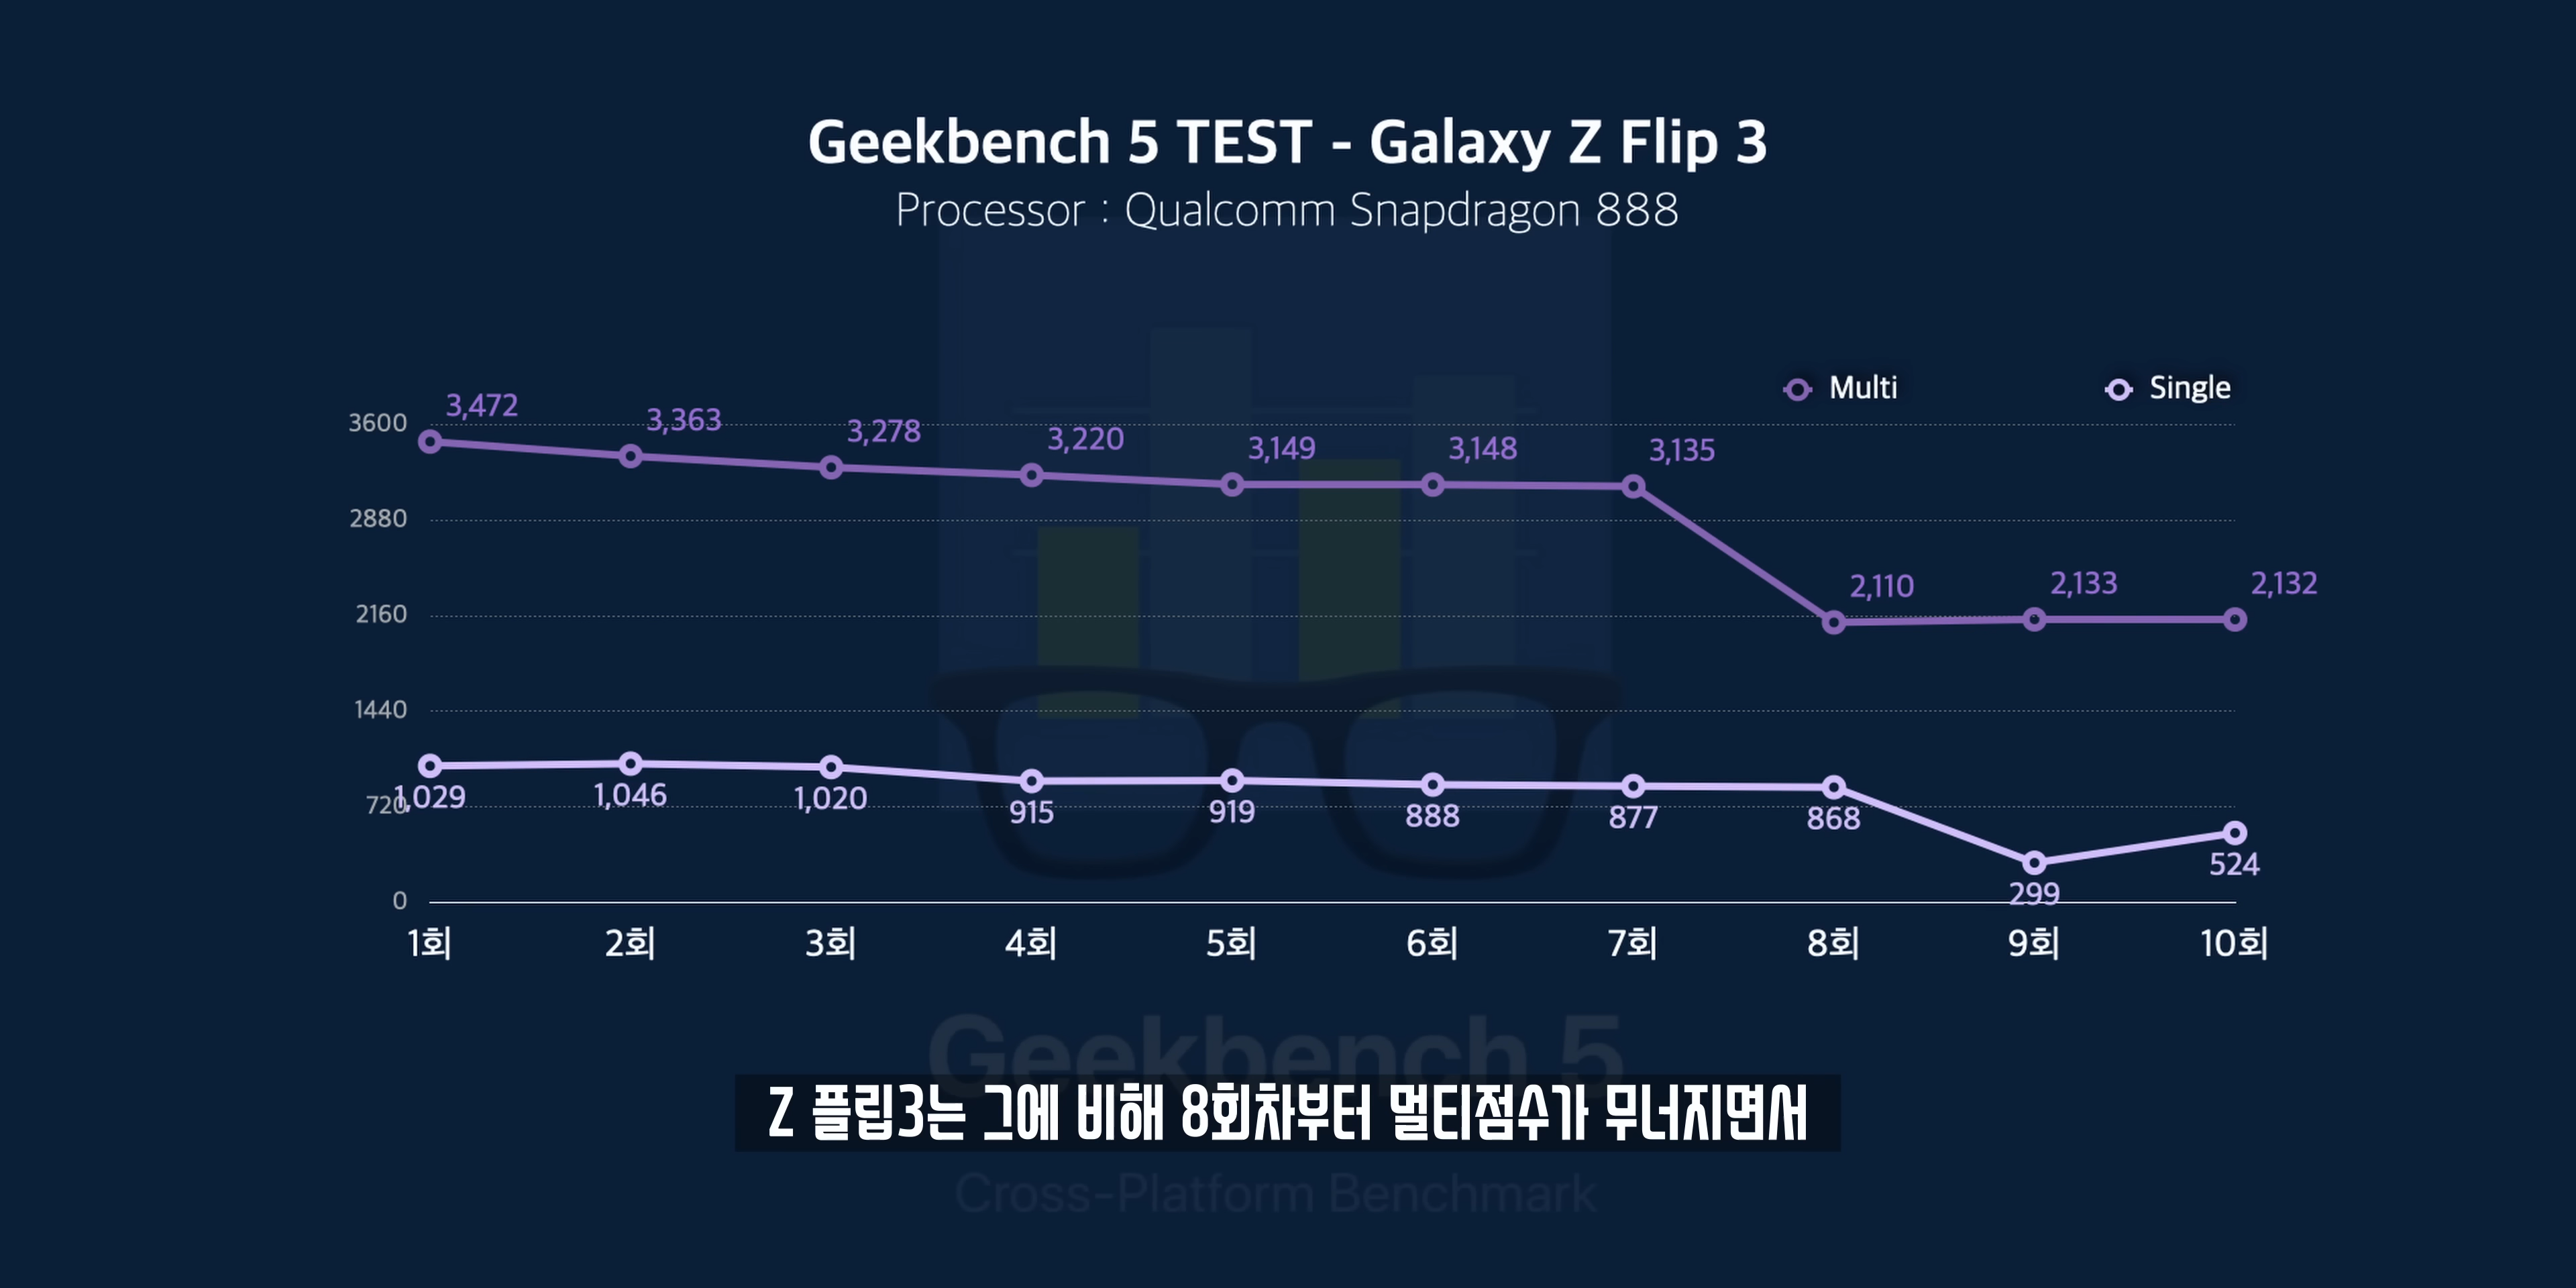 Geekbench 5 TEST - Galaxy Z Flip 3
Processor : Qualcomm Snapdragon 888
Multi Single
3,472 3,363 3,278 3,220 3,149 3,148 3,135 2,110 2,133 2,132
3600
2880
2160
1440
720
0
1,029 1,046 1,020 915 919 888 877 868 299 524
1회 2회 3회 4회 5회 6회 7회 8회 9회 10회
Geekbench 5
Z 플립3는 그에 비해 8회차부터 멀티점수가 무너지면서
Cross-Platform Benchmark